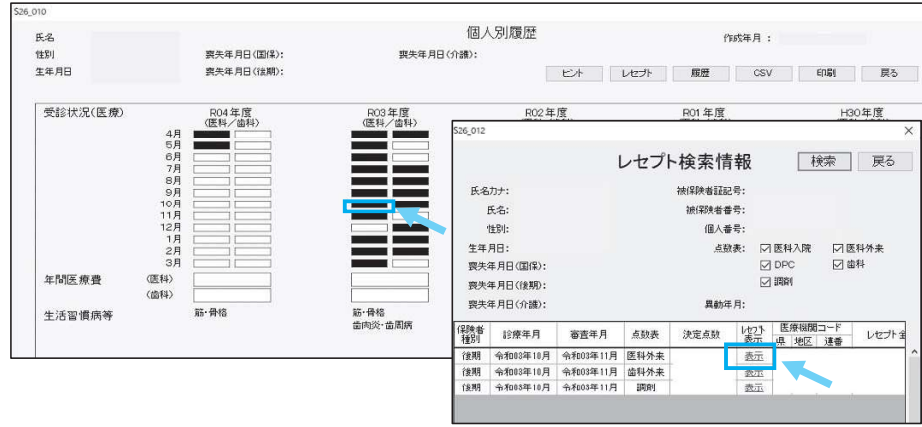 S26_010
個人別履歴
氏名
作成年月：
性別 喪失年月日(国保)： 喪失年月日(介護)：
生年月日 喪失年月日(後期)：
ヒント レセプト 履歴 CSV 印刷 戻る
受診状況(医療) R04年度 R03年度 R02年度 R01年度 H30年度
(医科／歯科) (医科／歯科)
4月
5月
6月
7月
8月
9月
10月
11月
12月
1月
2月
3月
年間医療費 (医科)
(歯科)
生活習慣病等 筋・骨格 筋・骨格
歯肉炎・歯周病
S26_012 ×
レセプト検索情報 検索 戻る
氏名カナ： 被保険者証記号：
氏名： 被保険者番号：
性別： 個人番号：
生年月日： 点数表： ☑医科入院 ☑医科外来
喪失年月日(国保)： ☑DPC ☑歯科
喪失年月日(後期)： ☑調剤
喪失年月日(介護)： 異動年月：
保険者種別 診療年月 審査年月 点数表 決定点数 レセプト表示 医療機関コード レセプト全
県 地区 連番
後期 令和03年10月 令和03年11月 医科外来 表示
後期 令和03年10月 令和03年11月 歯科外来 表示
後期 令和03年10月 令和03年11月 調剤 表示